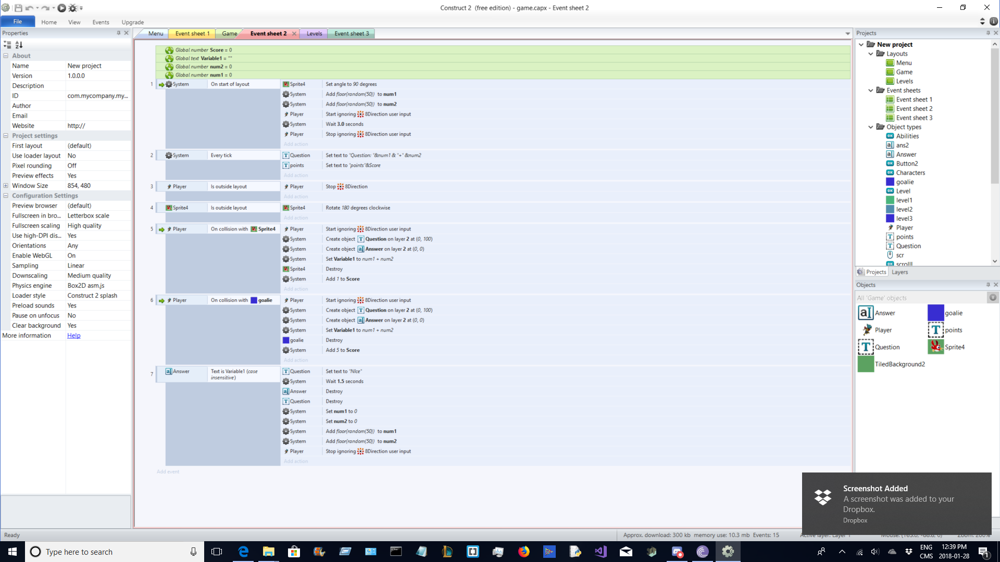 Construct 2  (free edition) - game.capx - Event sheet 2
File Home View Events Upgrade
Properties
About
Name New project
Version 1.0.0.0
Description
ID com.mycompany.my...
Author
Email
Website http://
Project settings
First layout (default)
Use loader layout No
Pixel rounding Off
Preview effects Yes
Window Size 854, 480
Configuration Settings
Preview browser (default)
Fullscreen in bro... Letterbox scale
Fullscreen scaling High quality
Use high-DPI dis... Yes
Orientations Any
Enable WebGL On
Sampling Linear
Downscaling Medium quality
Physics engine Box2D asm.js
Loader style Construct 2 splash
Preload sounds Yes
Pause on unfocus No
Clear background Yes
More information Help
Menu Event sheet 1 Game Event sheet 2 Levels Event sheet 3
Global number Score = 0
Global text Variable1 = ""
Global number num2 = 0
Global number num1 = 0
1 System On start of layout Sprite4 Set angle to 90 degrees
System Add floor(random(50)) to num1
System Add floor(random(50)) to num2
Player Start ignoring 8Direction user input
System Wait 3.0 seconds
Player Stop ignoring 8Direction user input
Add action
2 System Every tick Question Set text to "Question: "&num1 & "+" &num2
points Set text to "points"&Score
Add action
3 Player Is outside layout Player Stop 8Direction
Add action
4 Sprite4 Is outside layout Sprite4 Rotate 180 degrees clockwise
Add action
5 Player On collision with Sprite4 Player Start ignoring 8Direction user input
System Create object Question on layer 2 at (0, 100)
System Create object Answer on layer 2 at (0, 0)
System Set Variable1 to num1 + num2
Sprite4 Destroy
System Add 1 to Score
Add action
6 Player On collision with goalie Player Start ignoring 8Direction user input
System Create object Question on layer 2 at (0, 100)
System Create object Answer on layer 2 at (0, 0)
System Set Variable1 to num1 + num2
goalie Destroy
System Add 5 to Score
Add action
7 Answer Text is Variable1 (case insensitive) Question Set text to "NIce"
System Wait 1.5 seconds
Answer Destroy
Question Destroy
System Set num1 to 0
System Set num2 to 0
System Add floor(random(50)) to num1
System Add floor(random(50)) to num2
Player Stop ignoring 8Direction user input
Add action
Add event
Projects
New project
Layouts
Menu
Game
Levels
Event sheets
Event sheet 1
Event sheet 2
Event sheet 3
Object types
Abilities
ans2
Answer
Button2
Characters
goalie
Level
level1
level2
level3
Player
points
Question
scr
scrollI
Projects Layers
Objects
All 'Game' objects
Answer goalie
Player points
Question Sprite4
TiledBackground2
Screenshot Added
A screenshot was added to your
Dropbox.
Dropbox
Ready Approx. download: 300 kb  memory use: 10.3 mb  Events: 15 Active layer: Layer 1 Mouse: (165.0, -88.8, 0) Zoom: 200%
Type here to search
ENG
CMS
12:39 PM
2018-01-28
1